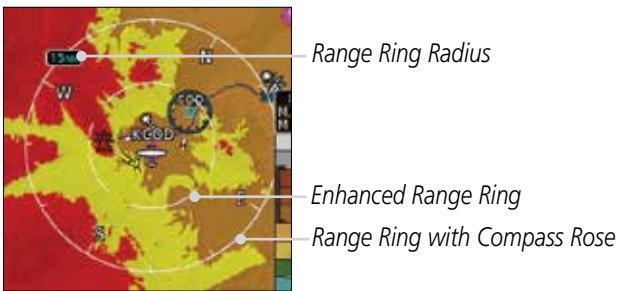 15NM
Range Ring Radius
N
W
COD
KCOD
Enhanced Range Ring
E
Range Ring with Compass Rose
S